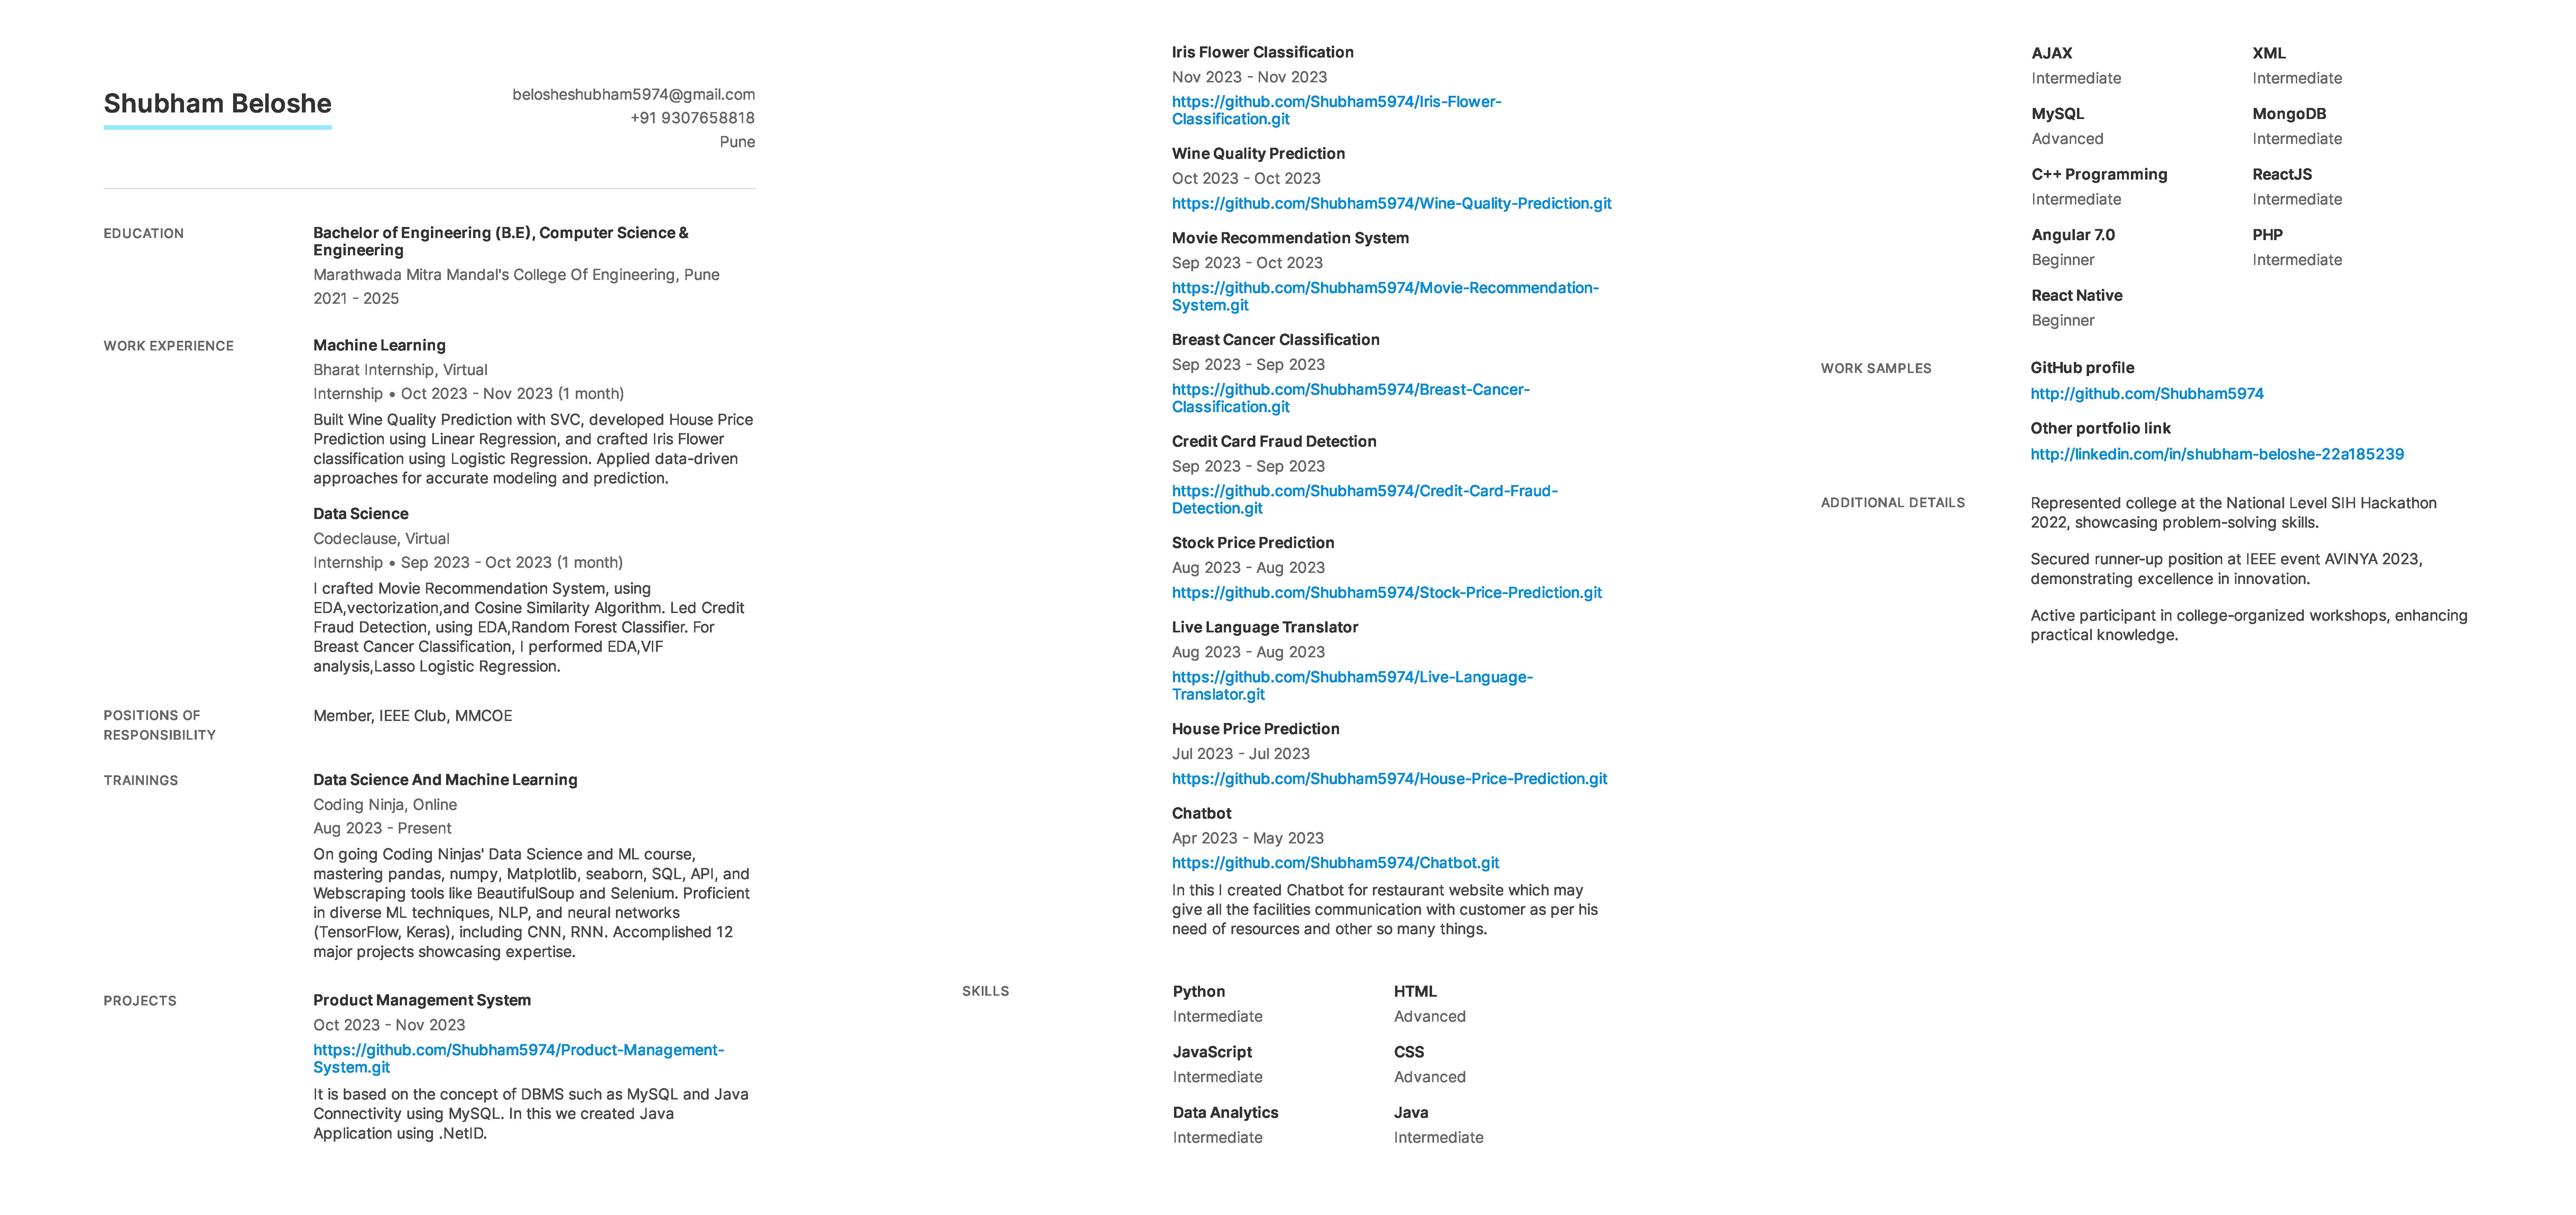 Shubham Beloshe
belosheshubham5974@gmail.com
+91 9307658818
Pune
EDUCATION
Bachelor of Engineering (B.E), Computer Science &
Engineering
Marathwada Mitra Mandal's College Of Engineering, Pune
2021 - 2025
WORK EXPERIENCE
Machine Learning
Bharat Internship, Virtual
Internship • Oct 2023 - Nov 2023 (1 month)
Built Wine Quality Prediction with SVC, developed House Price
Prediction using Linear Regression, and crafted Iris Flower
classification using Logistic Regression. Applied data-driven
approaches for accurate modeling and prediction.
Data Science
Codeclause, Virtual
Internship • Sep 2023 - Oct 2023 (1 month)
I crafted Movie Recommendation System, using
EDA,vectorization,and Cosine Similarity Algorithm. Led Credit
Fraud Detection, using EDA,Random Forest Classifier. For
Breast Cancer Classification, I performed EDA,VIF
analysis,Lasso Logistic Regression.
POSITIONS OF
RESPONSIBILITY
Member, IEEE Club, MMCOE
TRAININGS
Data Science And Machine Learning
Coding Ninja, Online
Aug 2023 - Present
On going Coding Ninjas' Data Science and ML course,
mastering pandas, numpy, Matplotlib, seaborn, SQL, API, and
Webscraping tools like BeautifulSoup and Selenium. Proficient
in diverse ML techniques, NLP, and neural networks
(TensorFlow, Keras), including CNN, RNN. Accomplished 12
major projects showcasing expertise.
PROJECTS
Product Management System
Oct 2023 - Nov 2023
https://github.com/Shubham5974/Product-Management-
System.git
It is based on the concept of DBMS such as MySQL and Java
Connectivity using MySQL. In this we created Java
Application using .NetID.
Iris Flower Classification
Nov 2023 - Nov 2023
https://github.com/Shubham5974/Iris-Flower-
Classification.git
Wine Quality Prediction
Oct 2023 - Oct 2023
https://github.com/Shubham5974/Wine-Quality-Prediction.git
Movie Recommendation System
Sep 2023 - Oct 2023
https://github.com/Shubham5974/Movie-Recommendation-
System.git
Breast Cancer Classification
Sep 2023 - Sep 2023
https://github.com/Shubham5974/Breast-Cancer-
Classification.git
Credit Card Fraud Detection
Sep 2023 - Sep 2023
https://github.com/Shubham5974/Credit-Card-Fraud-
Detection.git
Stock Price Prediction
Aug 2023 - Aug 2023
https://github.com/Shubham5974/Stock-Price-Prediction.git
Live Language Translator
Aug 2023 - Aug 2023
https://github.com/Shubham5974/Live-Language-
Translator.git
House Price Prediction
Jul 2023 - Jul 2023
https://github.com/Shubham5974/House-Price-Prediction.git
Chatbot
Apr 2023 - May 2023
https://github.com/Shubham5974/Chatbot.git
In this I created Chatbot for restaurant website which may
give all the facilities communication with customer as per his
need of resources and other so many things.
SKILLS
Python HTML
Intermediate Advanced
JavaScript CSS
Intermediate Advanced
Data Analytics Java
Intermediate Intermediate
AJAX XML
Intermediate Intermediate
MySQL MongoDB
Advanced Intermediate
C++ Programming ReactJS
Intermediate Intermediate
Angular 7.0 PHP
Beginner Intermediate
React Native
Beginner
WORK SAMPLES
GitHub profile
http://github.com/Shubham5974
Other portfolio link
http://linkedin.com/in/shubham-beloshe-22a185239
ADDITIONAL DETAILS
Represented college at the National Level SIH Hackathon
2022, showcasing problem-solving skills.
Secured runner-up position at IEEE event AVINYA 2023,
demonstrating excellence in innovation.
Active participant in college-organized workshops, enhancing
practical knowledge.